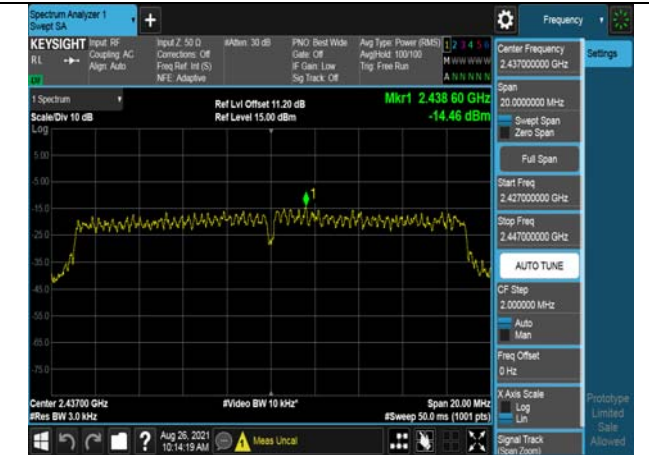 Spectrum Analyzer 1
Swept SA
+
Frequency
KEYSIGHT
RL
Input: RF
Coupling: AC
Align: Auto
Input Z: 50 Ω
Corrections: Off
Freq Ref: Int (S)
NFE: Adaptive
#Atten: 30 dB
PNO: Best Wide
Gate: Off
IF Gain: Low
Sig Track: Off
Avg Type: Power (RMS)
Avg|Hold: 100/100
Trig: Free Run
1 2 3 4 5 6
M W W W W W
A N N N N N
1 Spectrum
Scale/Div 10 dB
Ref Lvl Offset 11.20 dB
Ref Level 15.00 dBm
Mkr1 2.438 60 GHz
-14.46 dBm
Log
5.00
-5.00
-15.0
-25.0
-35.0
-45.0
-55.0
-65.0
-75.0
1
Center 2.43700 GHz
#Res BW 3.0 kHz
#Video BW 10 kHz*
Span 20.00 MHz
#Sweep 50.0 ms (1001 pts)
?
Aug 26, 2021
10:14:19 AM
Meas Uncal
Center Frequency
2.437000000 GHz
Settings
Span
20.0000000 MHz
Swept Span
Zero Span
Full Span
Start Freq
2.427000000 GHz
Stop Freq
2.447000000 GHz
AUTO TUNE
CF Step
2.000000 MHz
Auto
Man
Freq Offset
0 Hz
X Axis Scale
Log
Lin
Signal Track
(Span Zoom)
Prototype
Limited
Sale
Allowed